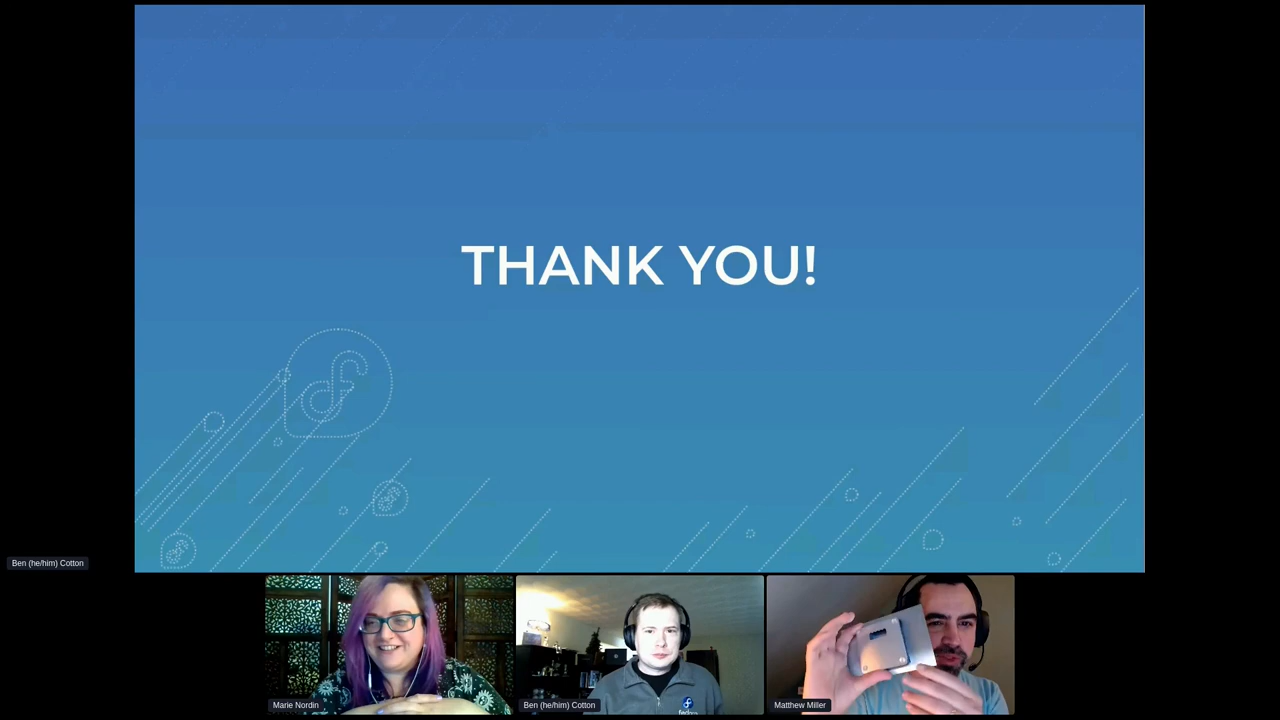 THANK YOU!
Ben (he/him) Cotton
Marie Nordin
Ben (he/him) Cotton
Matthew Miller